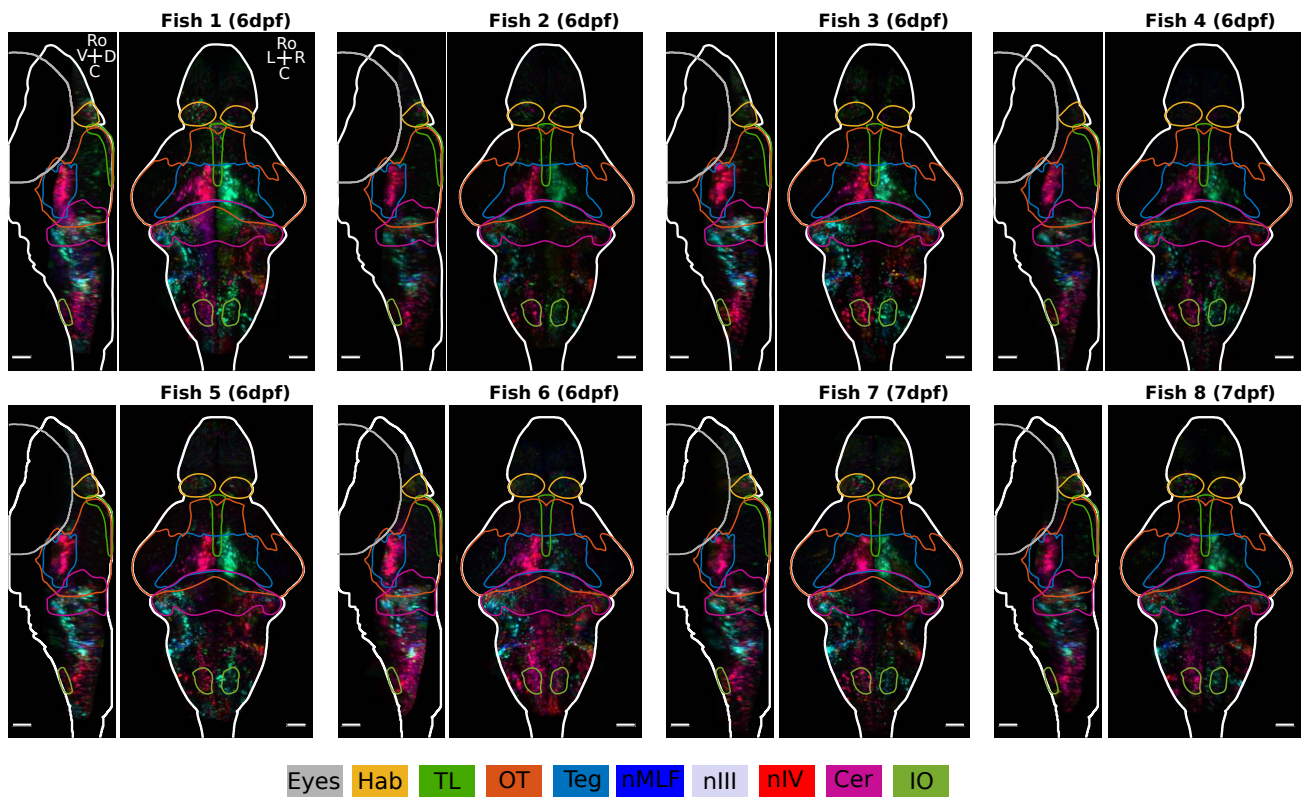 Fish 1 (6dpf)
Fish 2 (6dpf)
Fish 3 (6dpf)
Fish 4 (6dpf)
Ro
V D
C
Ro
L R
C
Fish 5 (6dpf)
Fish 6 (6dpf)
Fish 7 (7dpf)
Fish 8 (7dpf)
Eyes Hab TL OT Teg nMLF nIII nIV Cer IO